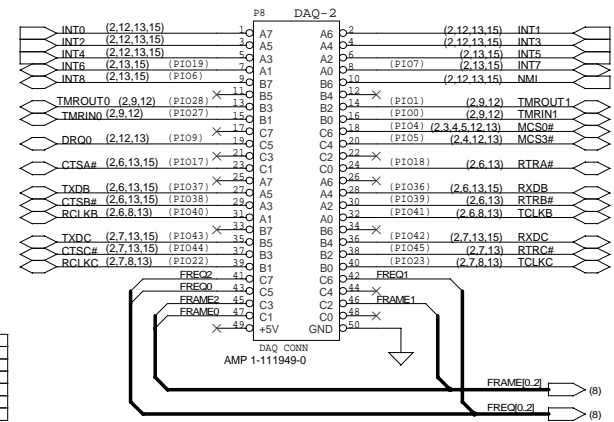 P8 DAQ-2
INT0 (2,12,13,15) 1 A7 A6 2 (2,12,13,15) INT1
INT2 (2,12,13,15) 3 A5 A4 4 (2,12,13,15) INT3
INT4 (2,12,13,15) 5 A3 A2 6 (2,13,15) INT5
INT6 (2,13,15) (PIO19) 7 A1 A0 8 (PIO7) (2,13,15) INT7
INT8 (2,13,15) (PIO6) 9 B7 B6 10 (2,12,13,15) NMI
11 B5 B4 12
TMROUT0 (2,9,12) (PIO28) 13 B3 B2 14 (PIO1) (2,9,12) TMROUT1
TMRIN0 (2,9,12) (PIO27) 15 B1 B0 16 (PIO0) (2,9,12) TMRIN1
17 C7 C6 18 (PIO4) (2,3,4,5,12,13) MCS0#
DRQ0 (2,12,13) (PIO9) 19 C5 C4 20 (PIO5) (2,4,12,13) MCS3#
21 C3 C2 22
CTSA# (2,6,13,15) (PIO17) 23 C1 C0 24 (PIO18) (2,6,13) RTRA#
25 A7 A6 26
TXDB (2,6,13,15) (PIO37) 27 A5 A4 28 (PIO36) (2,6,13,15) RXDB
CTSB# (2,6,13,15) (PIO38) 29 A3 A2 30 (PIO39) (2,6,13) RTRB#
RCLKB (2,6,8,13) (PIO40) 31 A1 A0 32 (PIO41) (2,6,8,13) TCLKB
33 B7 B6 34
TXDC (2,7,13,15) (PIO43) 35 B5 B4 36 (PIO42) (2,7,13,15) RXDC
CTSC# (2,7,13,15) (PIO44) 37 B3 B2 38 (PIO45) (2,7,13) RTRC#
RCLKC (2,7,8,13) (PIO22) 39 B1 B0 40 (PIO23) (2,7,8,13) TCLKC
FREQ2 41 C7 C6 42 FREQ1
FREQ0 43 C5 C4 44
FRAME2 45 C3 C2 46 FRAME1
FRAME0 47 C1 C0 48
49 +5V GND 50
DAQ CONN
AMP 1-111949-0
FRAME[0..2] (8)
FREQ[0..2] (8)